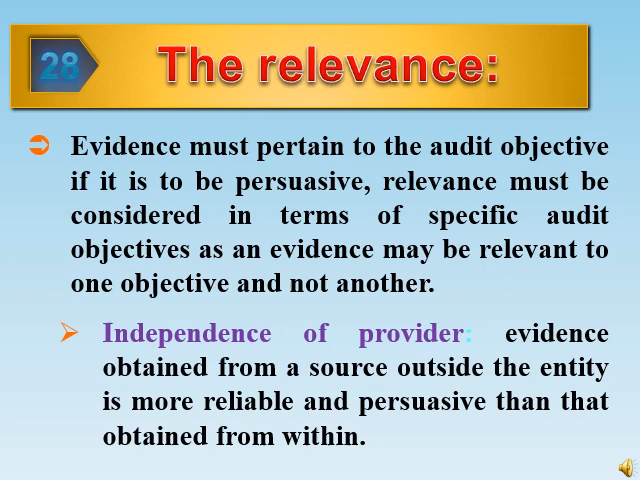 28
The relevance:
Evidence must pertain to the audit objective
if it is to be persuasive, relevance must be
considered in terms of specific audit
objectives as an evidence may be relevant to
one objective and not another.
Independence of provider: evidence
obtained from a source outside the entity
is more reliable and persuasive than that
obtained from within.